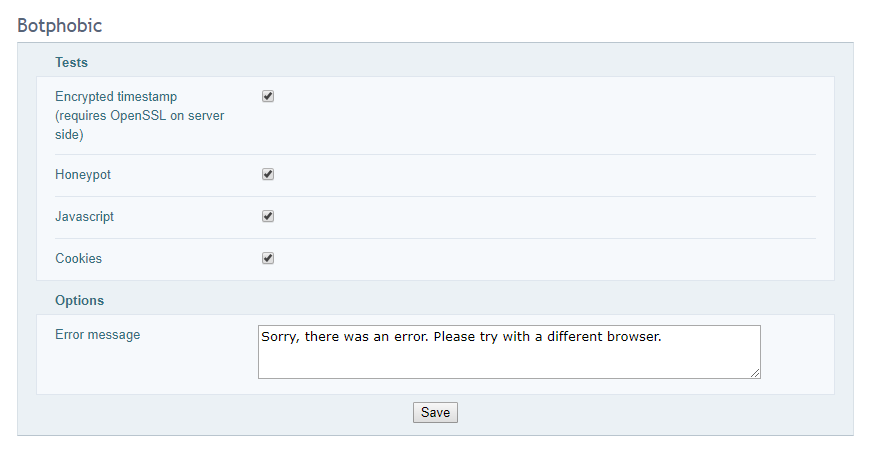 Botphobic
Tests
Encrypted timestamp
(requires OpenSSL on server
side)
Honeypot
Javascript
Cookies
Options
Error message
Sorry, there was an error. Please try with a different browser.
Save